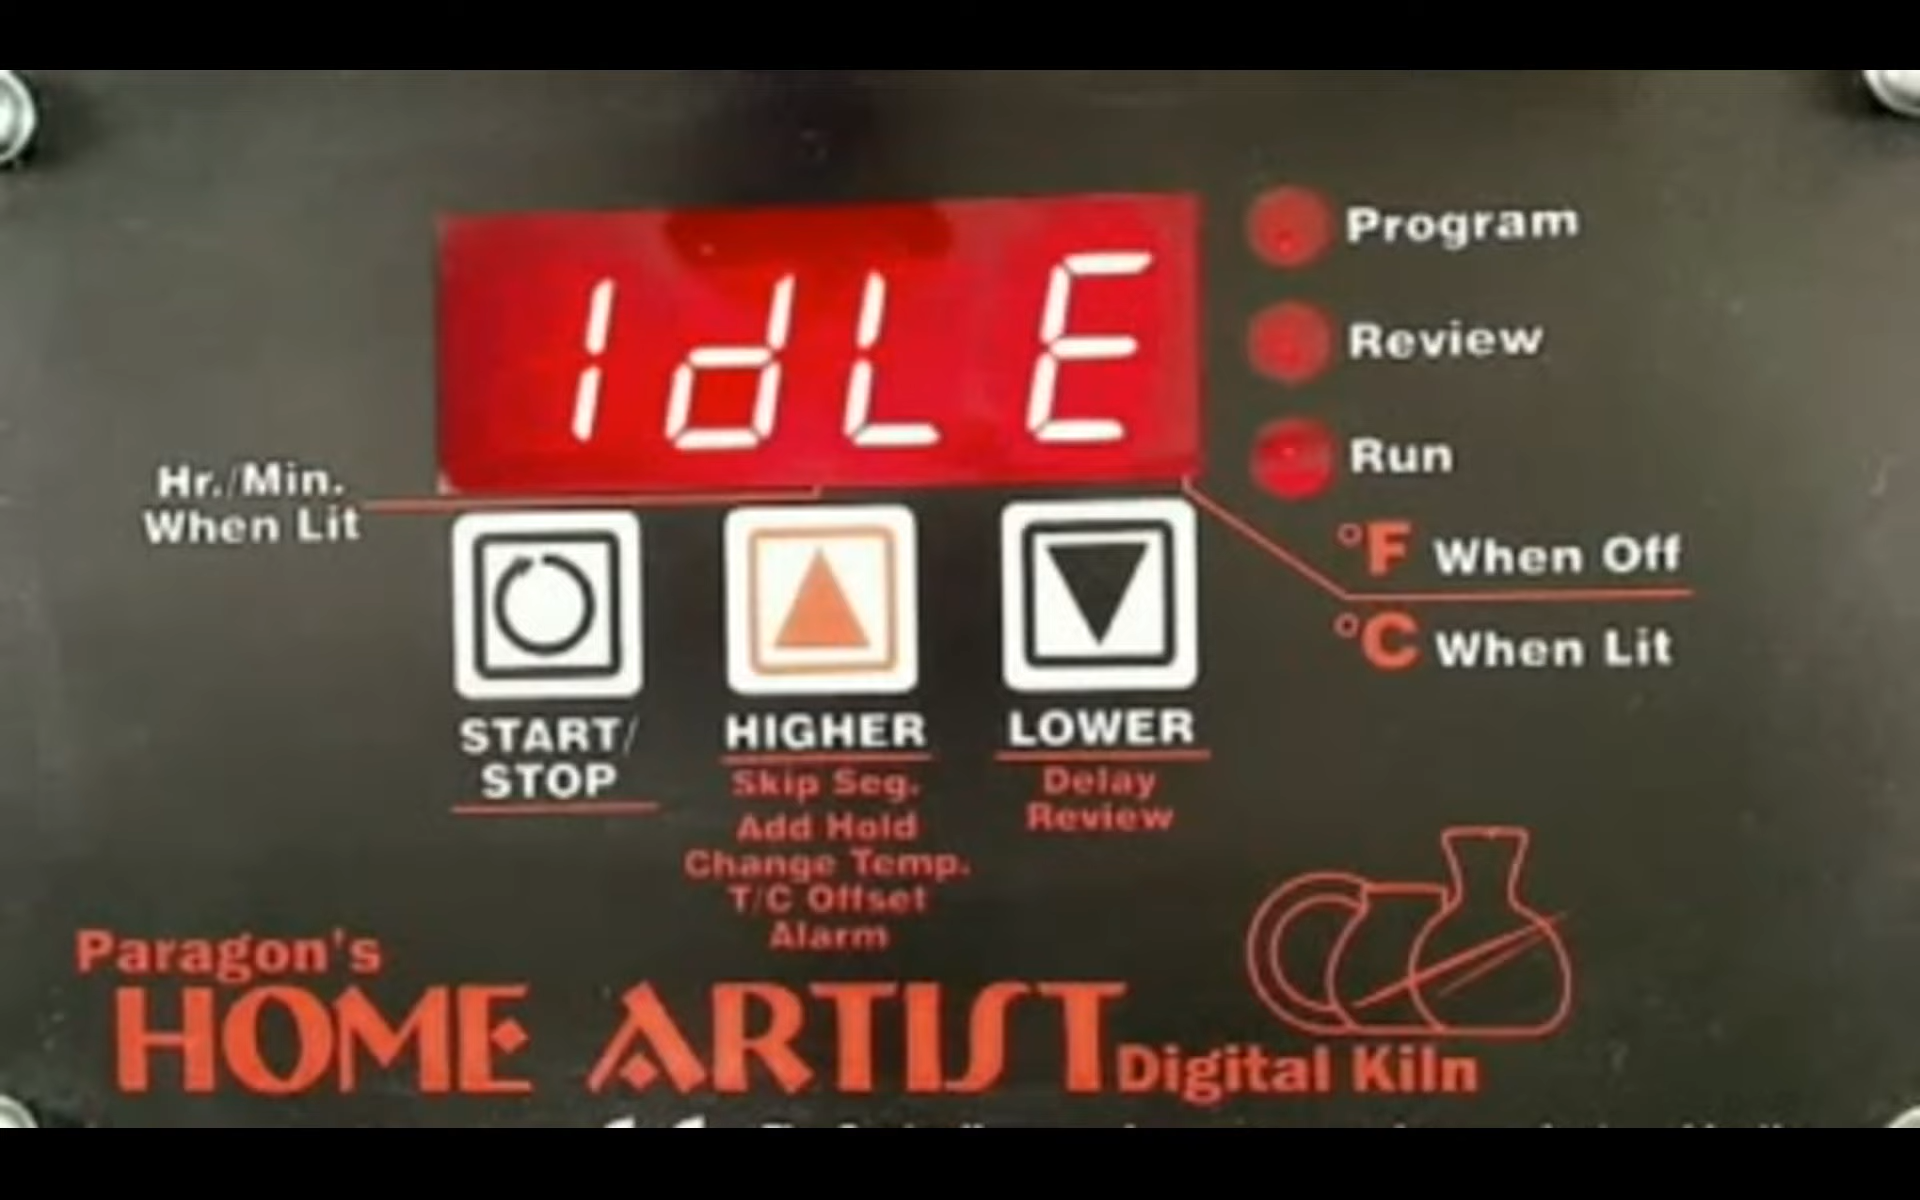 IdLE
Program
Review
Run
Hr./Min.
When Lit
°F When Off
°C When Lit
START/
STOP
HIGHER
Skip Seg.
Add Hold
Change Temp.
T/C Offset
Alarm
LOWER
Delay
Review
Paragon's
HOME ARTIST Digital Kiln